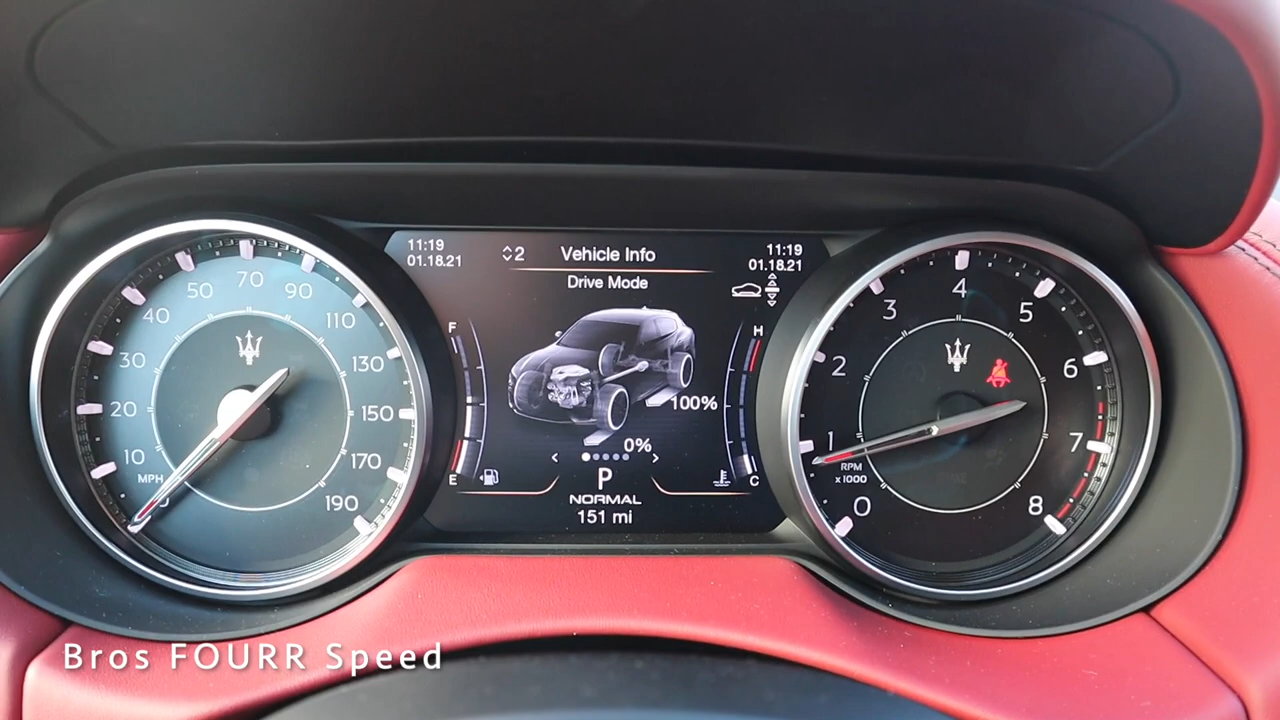 10
20
30
40
50
70
90
110
130
150
170
190
MPH
11:19
01.18.21
2
Vehicle Info
11:19
01.18.21
Drive Mode
F
E
H
C
100%
0%
P
NORMAL
151 mi
0
1
2
3
4
5
6
7
8
RPM
x1000
Bros FOURR Speed